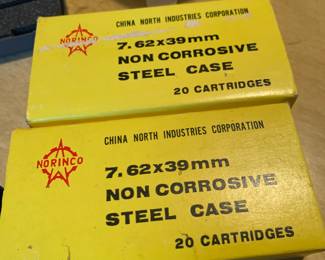 CHINA NORTH INDUSTRIES CORPORATION
NORINCO
7.62x39mm
NON CORROSIVE
STEEL CASE
20 CARTRIDGES
CHINA NORTH INDUSTRIES CORPORATION
NORINCO
7.62x39mm
NON CORROSIVE
STEEL CASE
20 CARTRIDGES